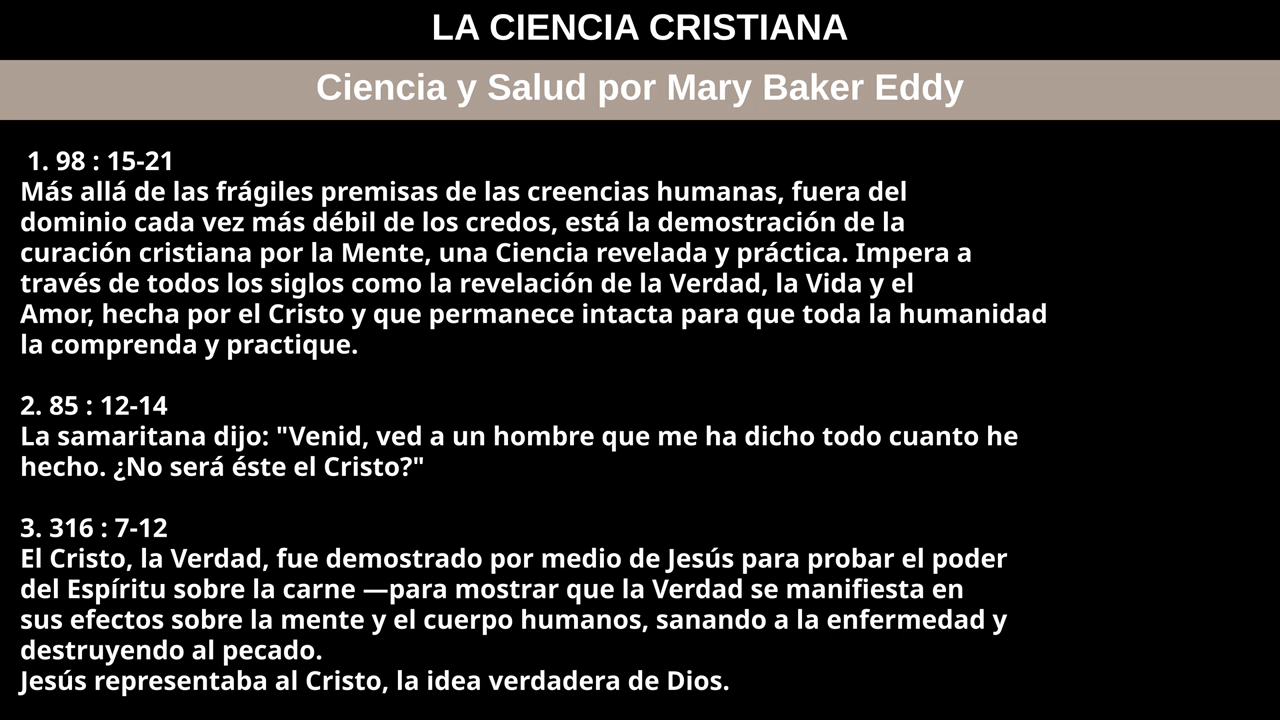 LA CIENCIA CRISTIANA
Ciencia y Salud por Mary Baker Eddy
1. 98 : 15-21
Más allá de las frágiles premisas de las creencias humanas, fuera del
dominio cada vez más débil de los credos, está la demostración de la
curación cristiana por la Mente, una Ciencia revelada y práctica. Impera a
través de todos los siglos como la revelación de la Verdad, la Vida y el
Amor, hecha por el Cristo y que permanece intacta para que toda la humanidad
la comprenda y practique.
2. 85 : 12-14
La samaritana dijo: "Venid, ved a un hombre que me ha dicho todo cuanto he
hecho. ¿No será éste el Cristo?"
3. 316 : 7-12
El Cristo, la Verdad, fue demostrado por medio de Jesús para probar el poder
del Espíritu sobre la carne —para mostrar que la Verdad se manifiesta en
sus efectos sobre la mente y el cuerpo humanos, sanando a la enfermedad y
destruyendo al pecado.
Jesús representaba al Cristo, la idea verdadera de Dios.